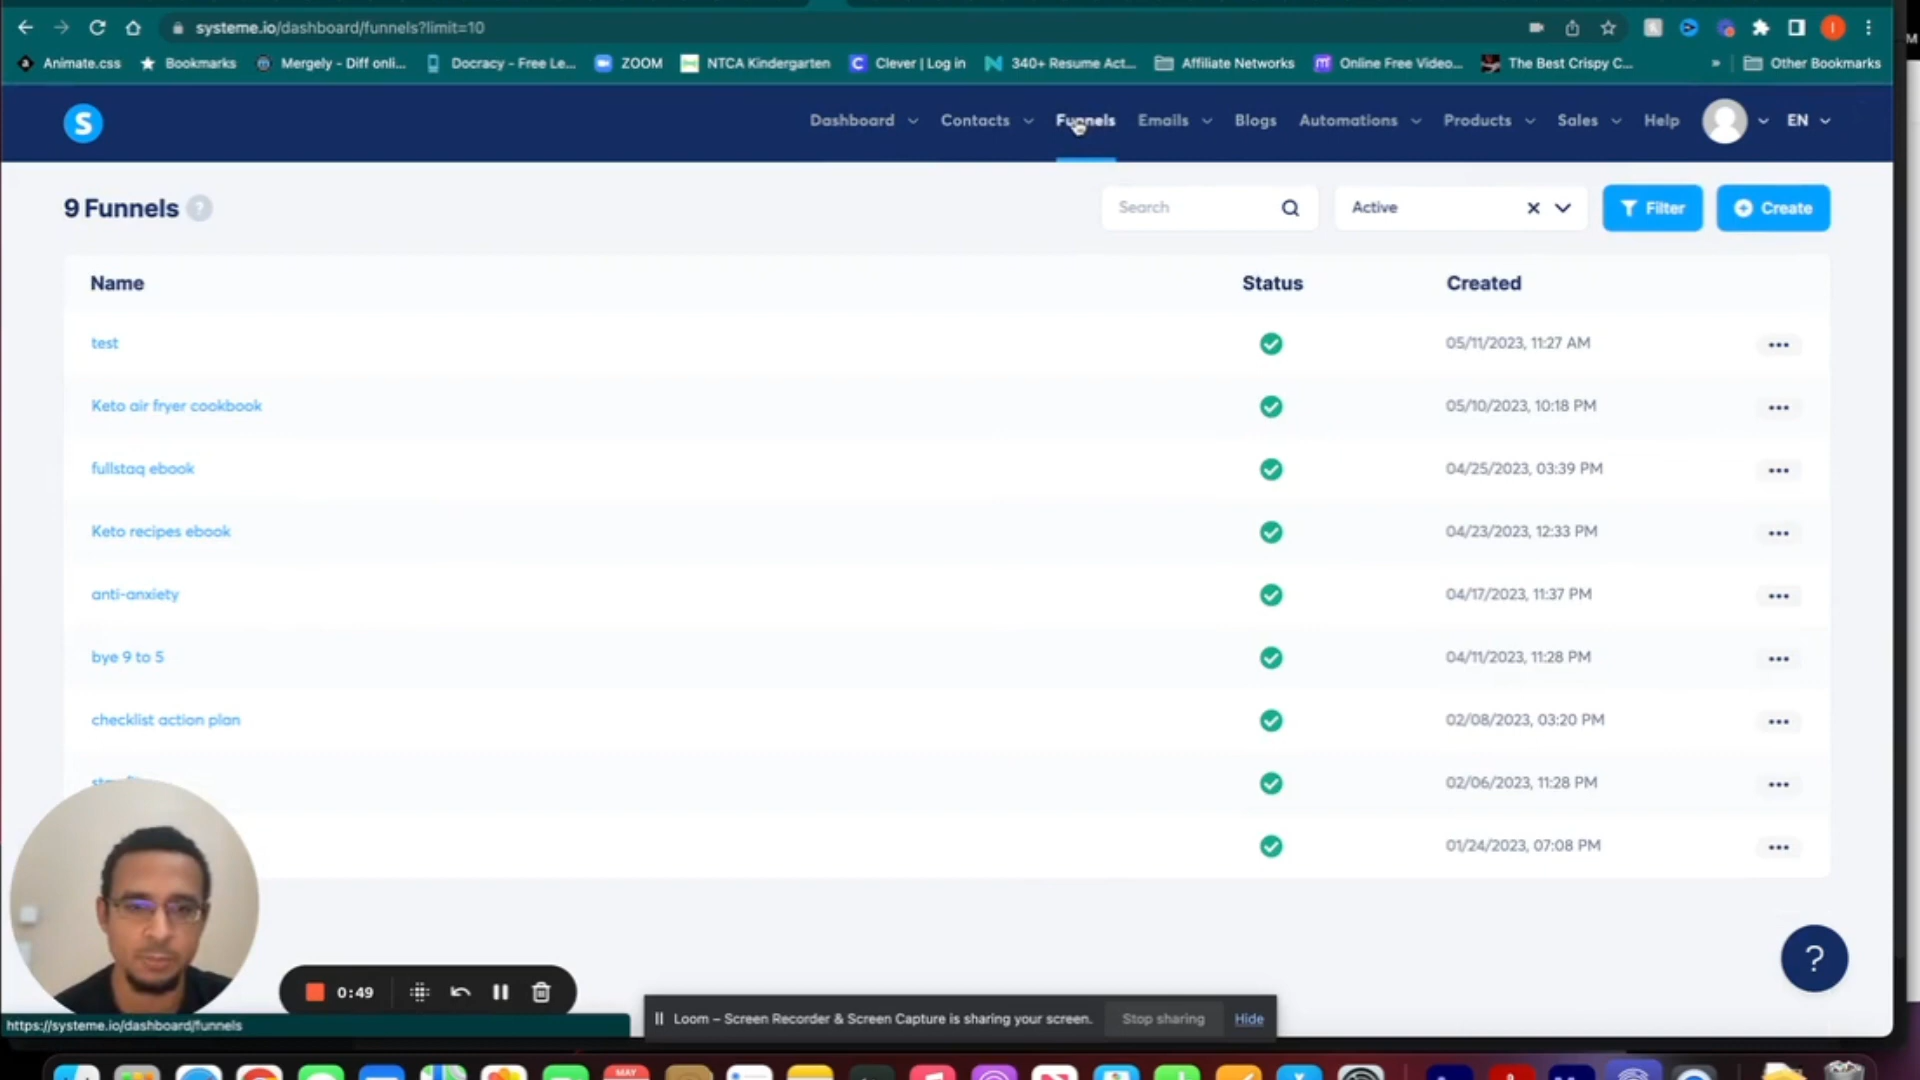 systeme.io/dashboard/funnels?limit=10
Animate.css Bookmarks Mergely - Diff onli... Docracy - Free Le... ZOOM NTCA Kindergarten Clever | Log in 340+ Resume Act... Affiliate Networks Online Free Video... The Best Crispy C... » Other Bookmarks
S Dashboard Contacts Funnels Emails Blogs Automations Products Sales Help EN
9 Funnels ? Search Active Filter Create
Name Status Created
test 05/11/2023, 11:27 AM
Keto air fryer cookbook 05/10/2023, 10:18 PM
fullstaq ebook 04/25/2023, 03:39 PM
Keto recipes ebook 04/23/2023, 12:33 PM
anti-anxiety 04/17/2023, 11:37 PM
bye 9 to 5 04/11/2023, 11:28 PM
checklist action plan 02/08/2023, 03:20 PM
02/06/2023, 11:28 PM
01/24/2023, 07:08 PM
?
0:49
Loom – Screen Recorder & Screen Capture is sharing your screen. Stop sharing Hide
https://systeme.io/dashboard/funnels
MAY